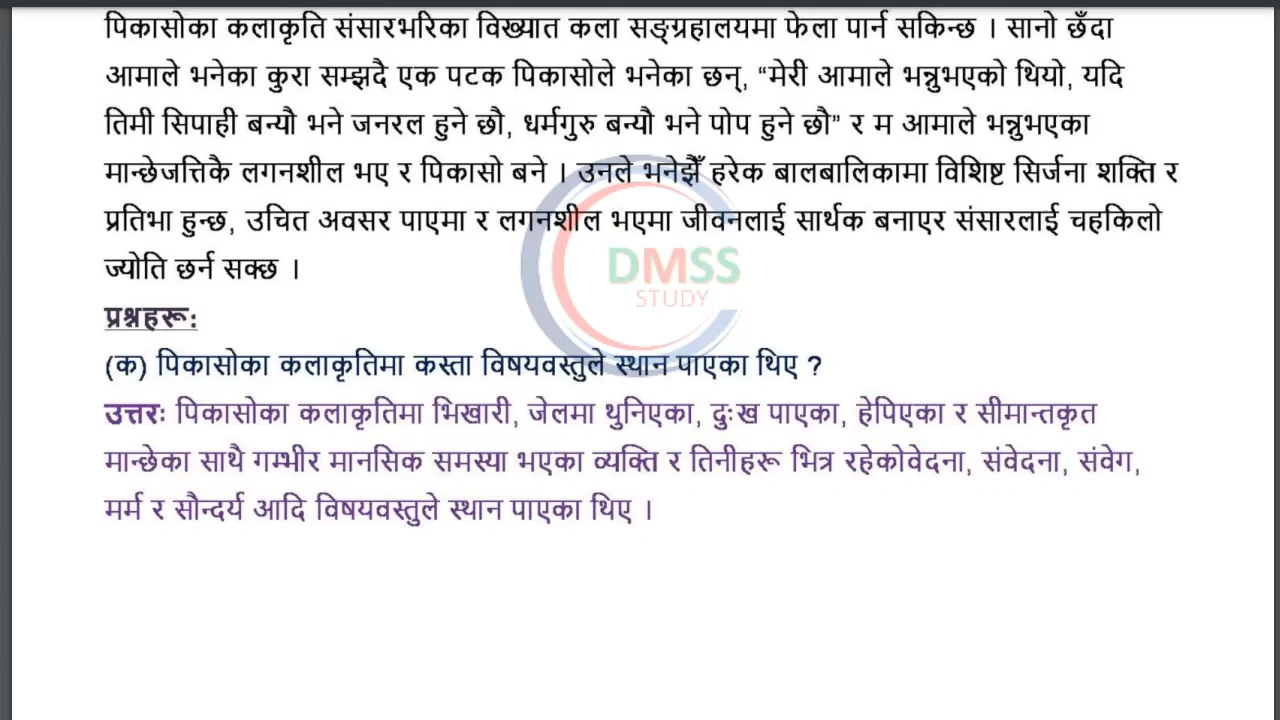 पिकासोका कलाकृति संसारभरिका विख्यात कला सङ्ग्रहालयमा फेला पार्न सकिन्छ । सानो छँदा
आमाले भनेका कुरा सम्झदै एक पटक पिकासोले भनेका छन्, “मेरी आमाले भन्नुभएको थियो, यदि
तिमी सिपाही बन्यौ भने जनरल हुने छौ, धर्मगुरु बन्यौ भने पोप हुने छौ” र म आमाले भन्नुभएका
मान्छेजत्तिकै लगनशील भए र पिकासो बने । उनले भनेझैँ हरेक बालबालिकामा विशिष्ट सिर्जना शक्ति र
प्रतिभा हुन्छ, उचित अवसर पाएमा र लगनशील भएमा जीवनलाई सार्थक बनाएर संसारलाई चहकिलो
ज्योति छर्न सक्छ ।
DMSS
STUDY
प्रश्नहरू:
(क) पिकासोका कलाकृतिमा कस्ता विषयवस्तुले स्थान पाएका थिए ?
उत्तरः पिकासोका कलाकृतिमा भिखारी, जेलमा थुनिएका, दुःख पाएका, हेपिएका र सीमान्तकृत
मान्छेका साथै गम्भीर मानसिक समस्या भएका व्यक्ति र तिनीहरू भित्र रहेकोवेदना, संवेदना, संवेग,
मर्म र सौन्दर्य आदि विषयवस्तुले स्थान पाएका थिए ।